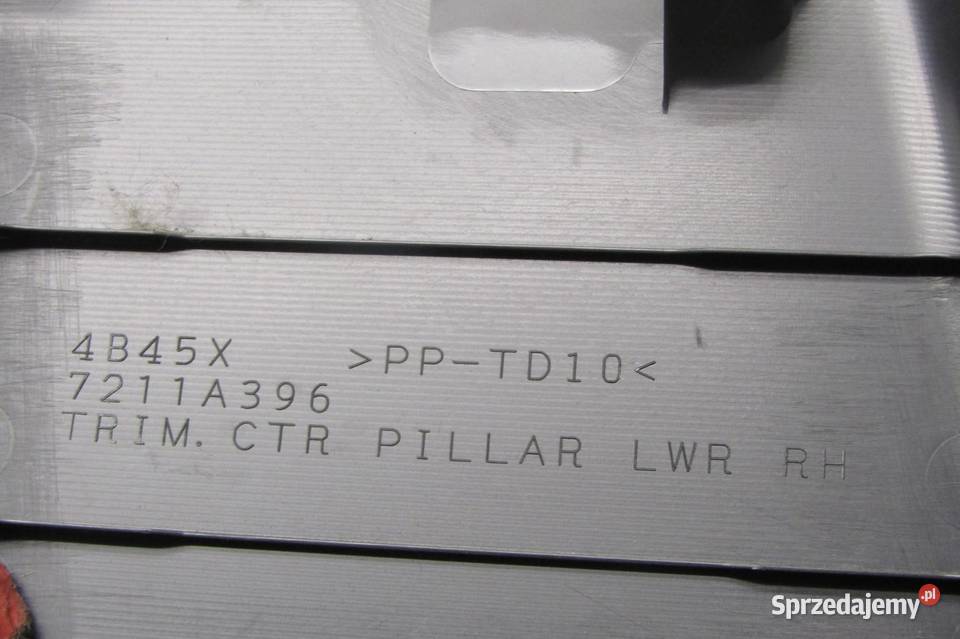 4B45X >PP-TD10<
7211A396
TRIM. CTR PILLAR LWR RH
Sprzedajemy.pl